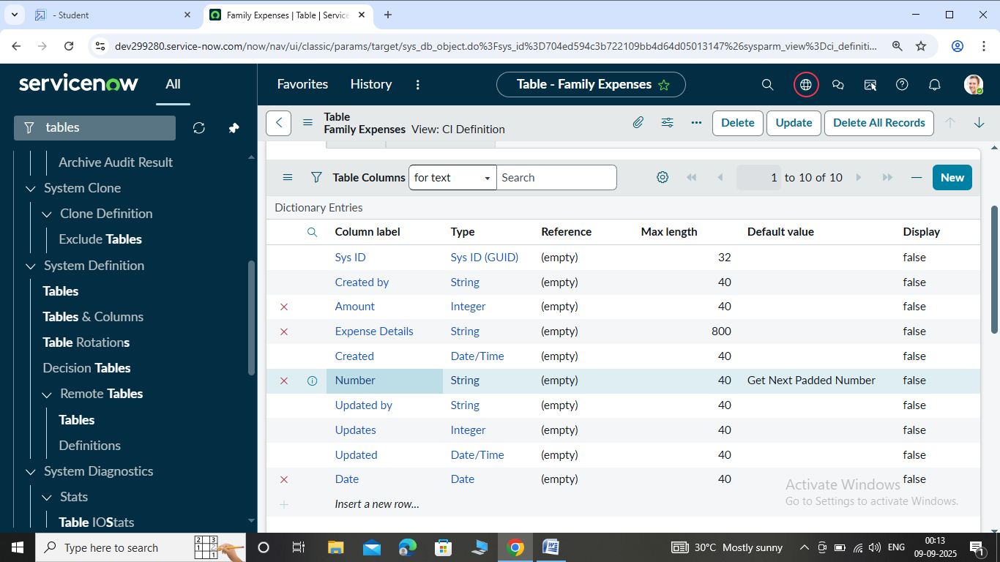 - Student
Family Expenses | Table | Service
dev299280.service-now.com/now/nav/ui/classic/params/target/sys_db_object.do%3Fsys_id%3D704ed594c3b722109bb4d64d05013147%26sysparm_view%3Dci_definiti...
servicenow
All
Favorites
History
Table - Family Expenses
tables
Archive Audit Result
System Clone
Clone Definition
Exclude Tables
System Definition
Tables
Tables & Columns
Table Rotations
Decision Tables
Remote Tables
Tables
Definitions
System Diagnostics
Stats
Table IOStats
Table
Family Expenses View: CI Definition
Delete
Update
Delete All Records
Table Columns for text Search
1 to 10 of 10
New
Dictionary Entries
Column label Type Reference Max length Default value Display
Sys ID Sys ID (GUID) (empty) 32 false
Created by String (empty) 40 false
Amount Integer (empty) 40 false
Expense Details String (empty) 800 false
Created Date/Time (empty) 40 false
Number String (empty) 40 Get Next Padded Number false
Updated by String (empty) 40 false
Updates Integer (empty) 40 false
Updated Date/Time (empty) 40 false
Date Date (empty) 40 false
Insert a new row...
Activate Windows
Go to Settings to activate Windows.
Type here to search
30°C Mostly sunny
ENG
00:13
09-09-2025
1